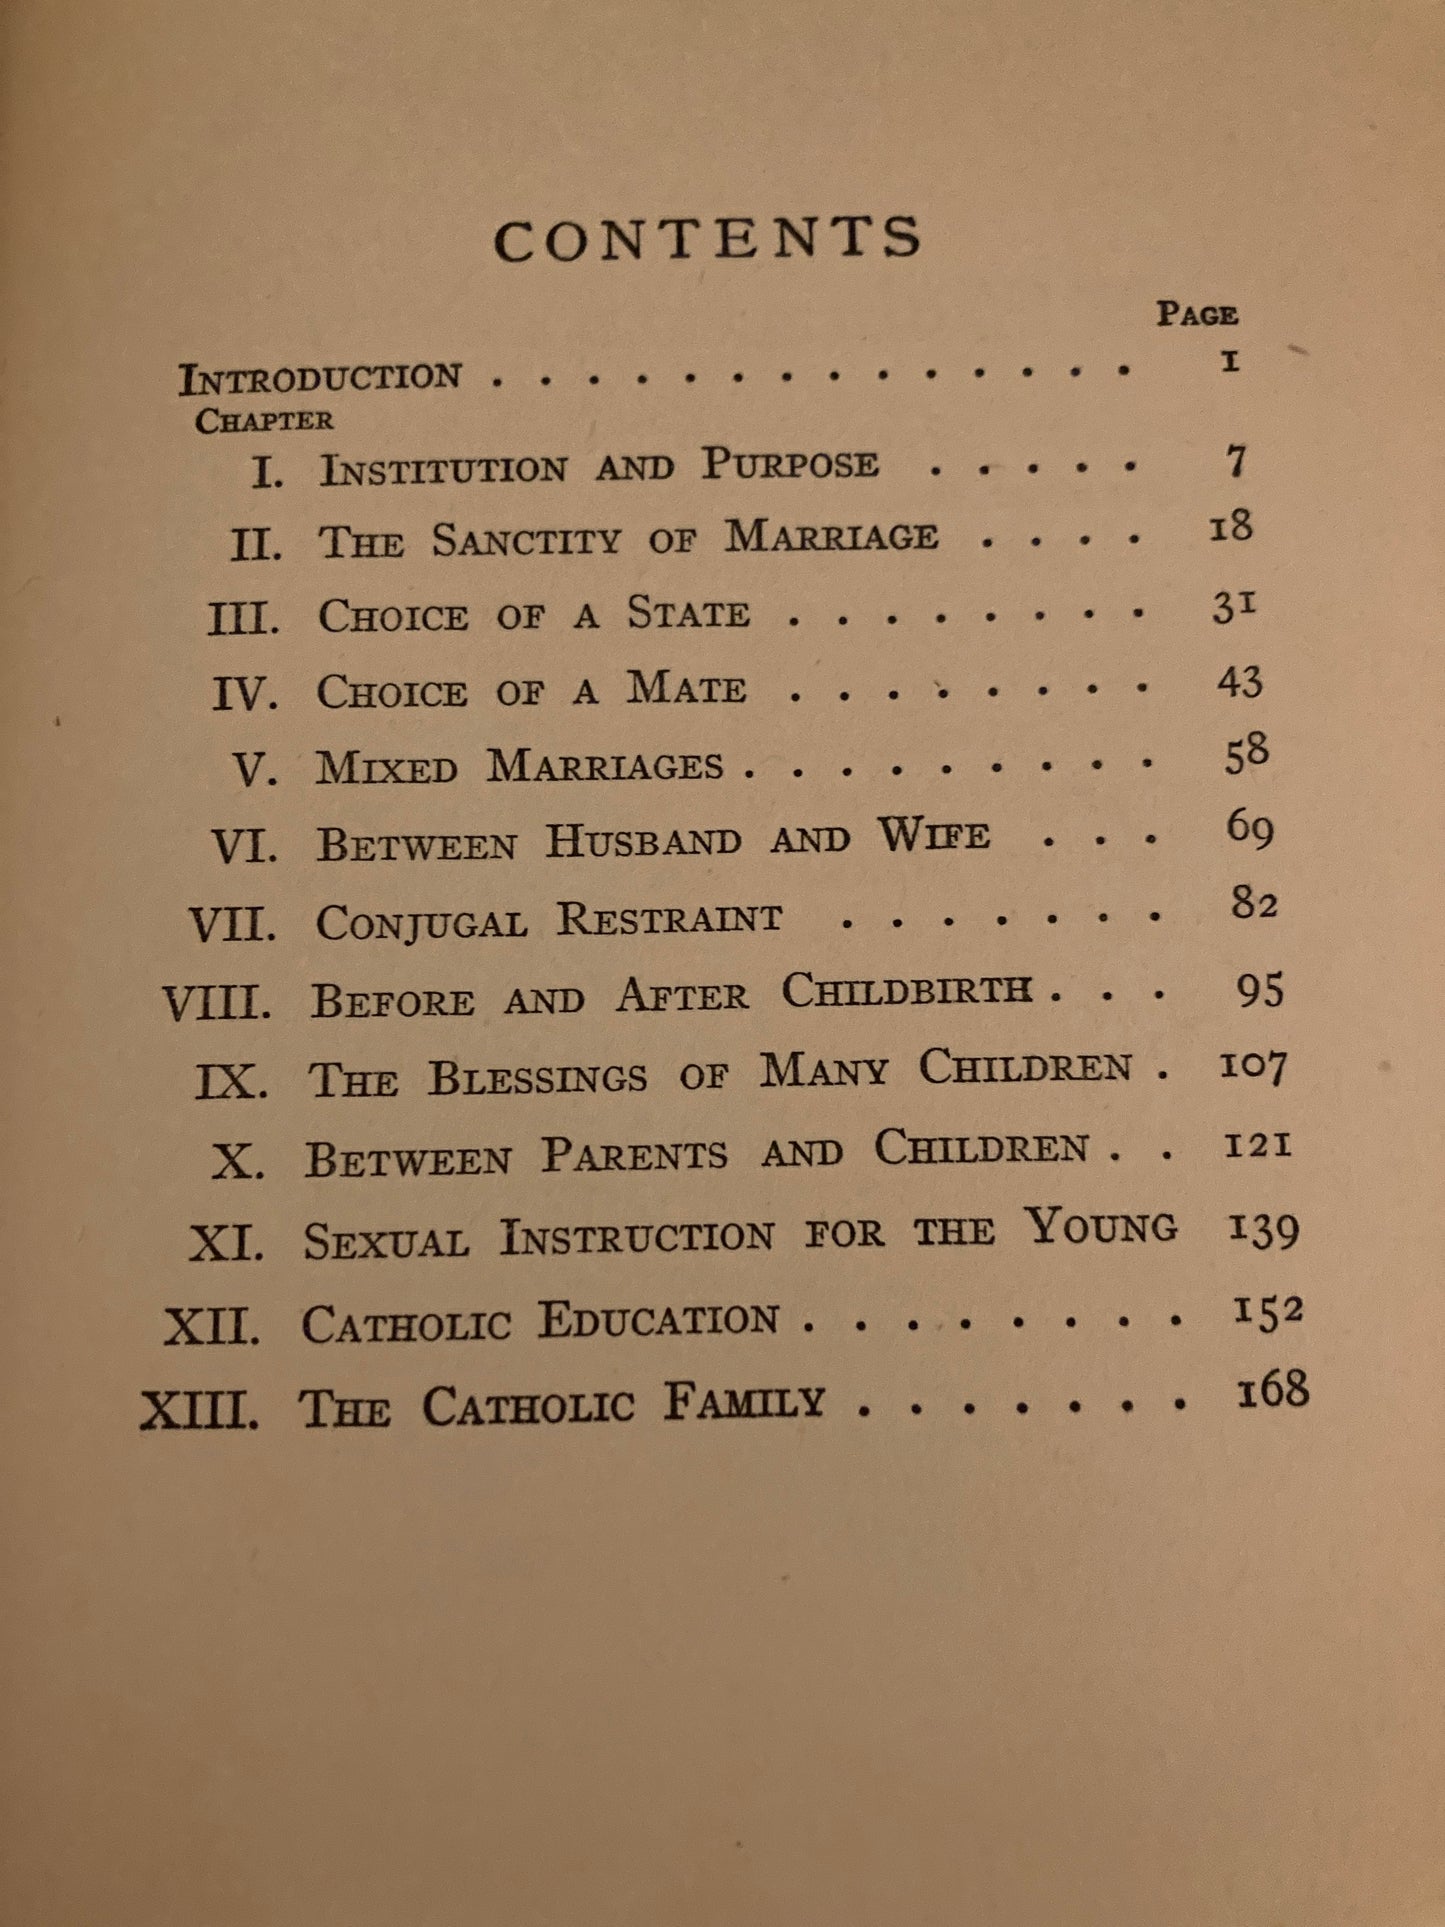 CONTENTS
PAGE
INTRODUCTION . . . . . . . . . . . . . . 1
CHAPTER
I. INSTITUTION AND PURPOSE . . . . . 7
II. THE SANCTITY OF MARRIAGE . . . . 18
III. CHOICE OF A STATE . . . . . . . . 31
IV. CHOICE OF A MATE . . . . . . . . 43
V. MIXED MARRIAGES . . . . . . . . . 58
VI. BETWEEN HUSBAND AND WIFE . . . 69
VII. CONJUGAL RESTRAINT . . . . . . . 82
VIII. BEFORE AND AFTER CHILDBIRTH . . . 95
IX. THE BLESSINGS OF MANY CHILDREN . 107
X. BETWEEN PARENTS AND CHILDREN . . 121
XI. SEXUAL INSTRUCTION FOR THE YOUNG 139
XII. CATHOLIC EDUCATION . . . . . . . . 152
XIII. THE CATHOLIC FAMILY . . . . . . . 168